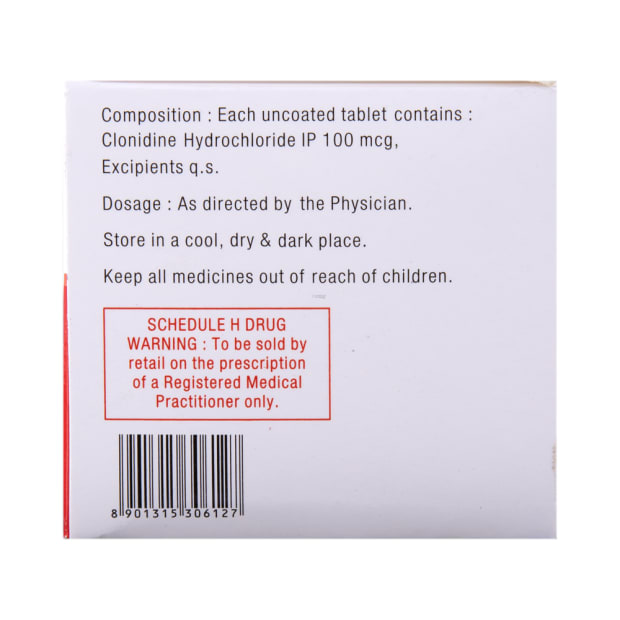 Composition : Each uncoated tablet contains :
Clonidine Hydrochloride IP 100 mcg,
Excipients q.s.
Dosage : As directed by the Physician.
Store in a cool, dry & dark place.
Keep all medicines out of reach of children.
SCHEDULE H DRUG
WARNING : To be sold by
retail on the prescription
of a Registered Medical
Practitioner only.
8 901315 306127